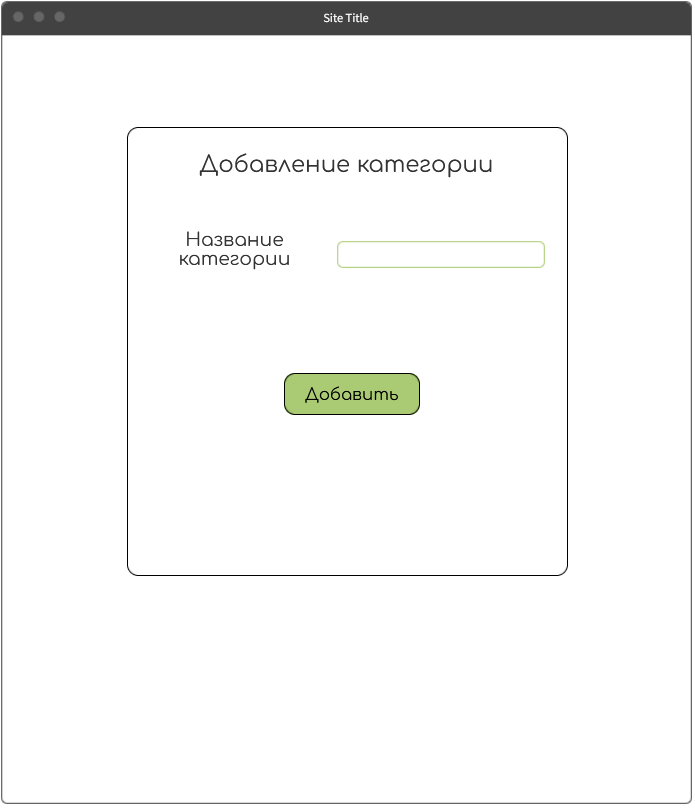 Site Title
Добавление категории
Название
категории
Добавить